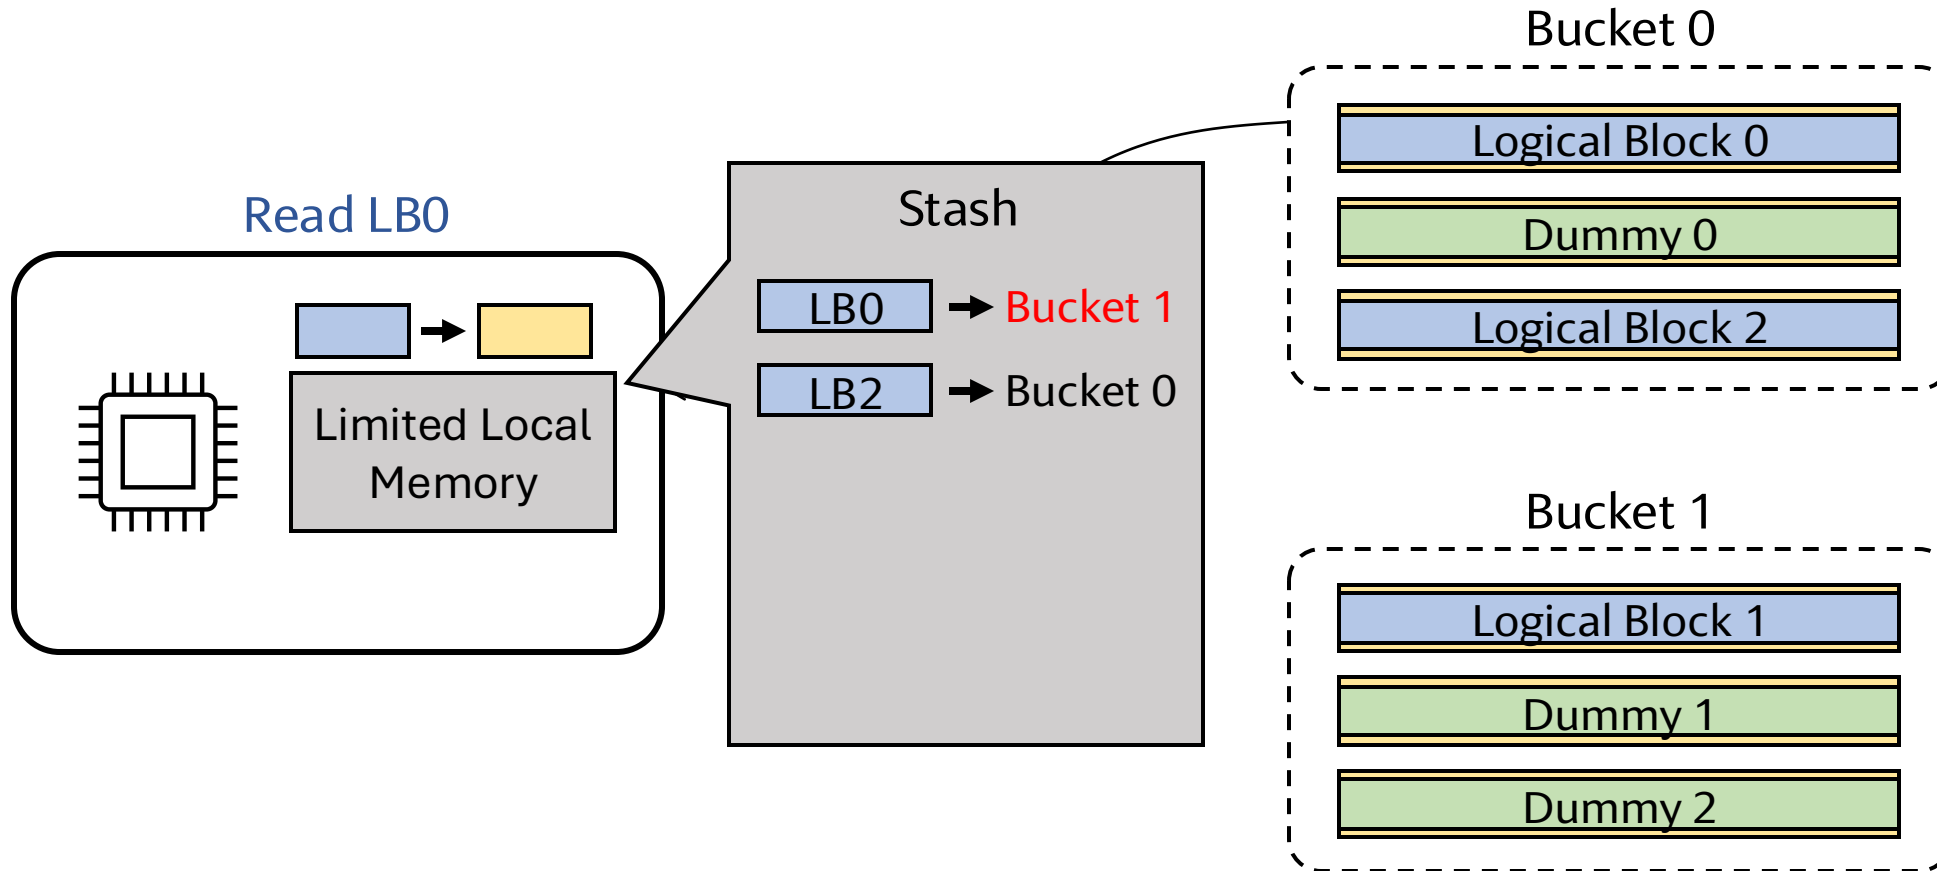 Read LB0
Limited Local
Memory
Stash
LB0
Bucket 1
LB2
Bucket 0
Bucket 0
Logical Block 0
Dummy 0
Logical Block 2
Bucket 1
Logical Block 1
Dummy 1
Dummy 2